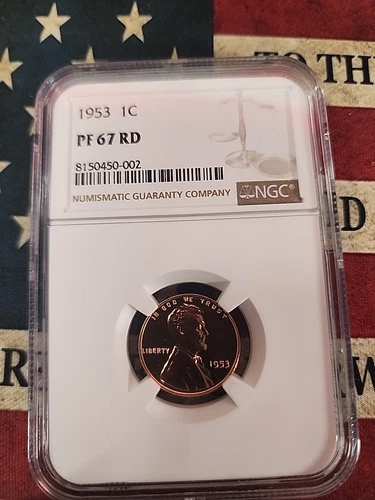 TO TH
1953 1C
PF 67 RD
8150450-002
NUMISMATIC GUARANTY COMPANY
NGC®
D
IN GOD WE TRUST
LIBERTY
1953
R
W